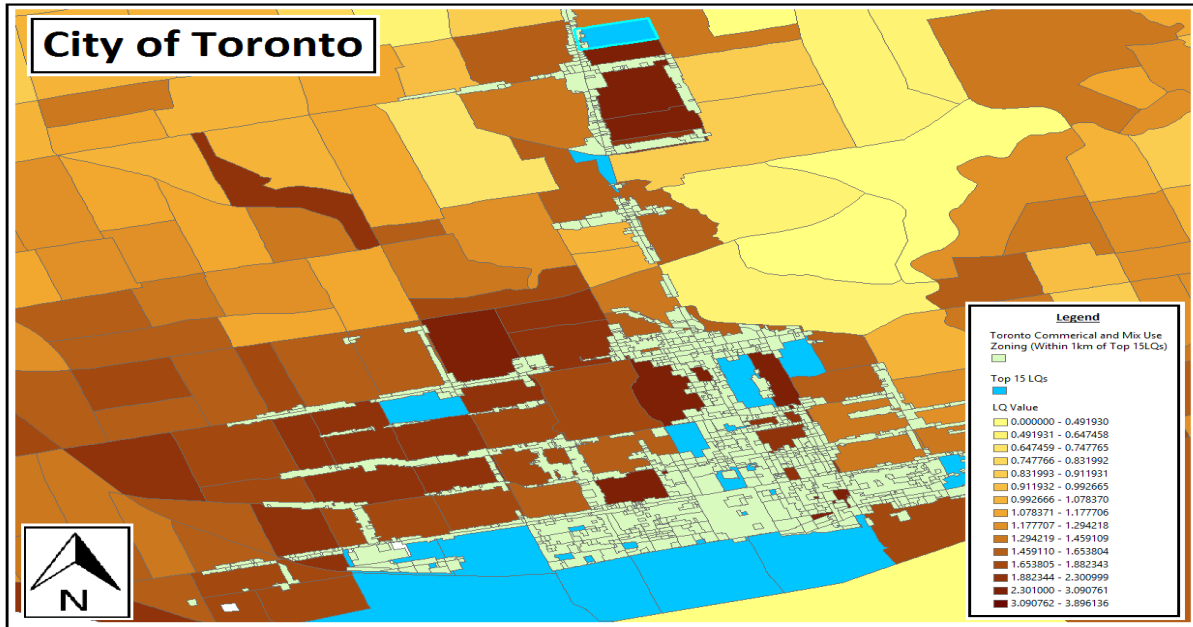 City of Toronto
Legend
Toronto Commerical and Mix Use
Zoning (Within 1km of Top 15LQs)
Top 15 LQs
LQ Value
0.000000 - 0.491930
0.491931 - 0.647458
0.647459 - 0.747765
0.747766 - 0.831992
0.831993 - 0.911931
0.911932 - 0.992665
0.992666 - 1.078370
1.078371 - 1.177706
1.177707 - 1.294218
1.294219 - 1.459109
1.459110 - 1.653804
1.653805 - 1.882343
1.882344 - 2.300999
2.301000 - 3.090761
3.090762 - 3.896136
N